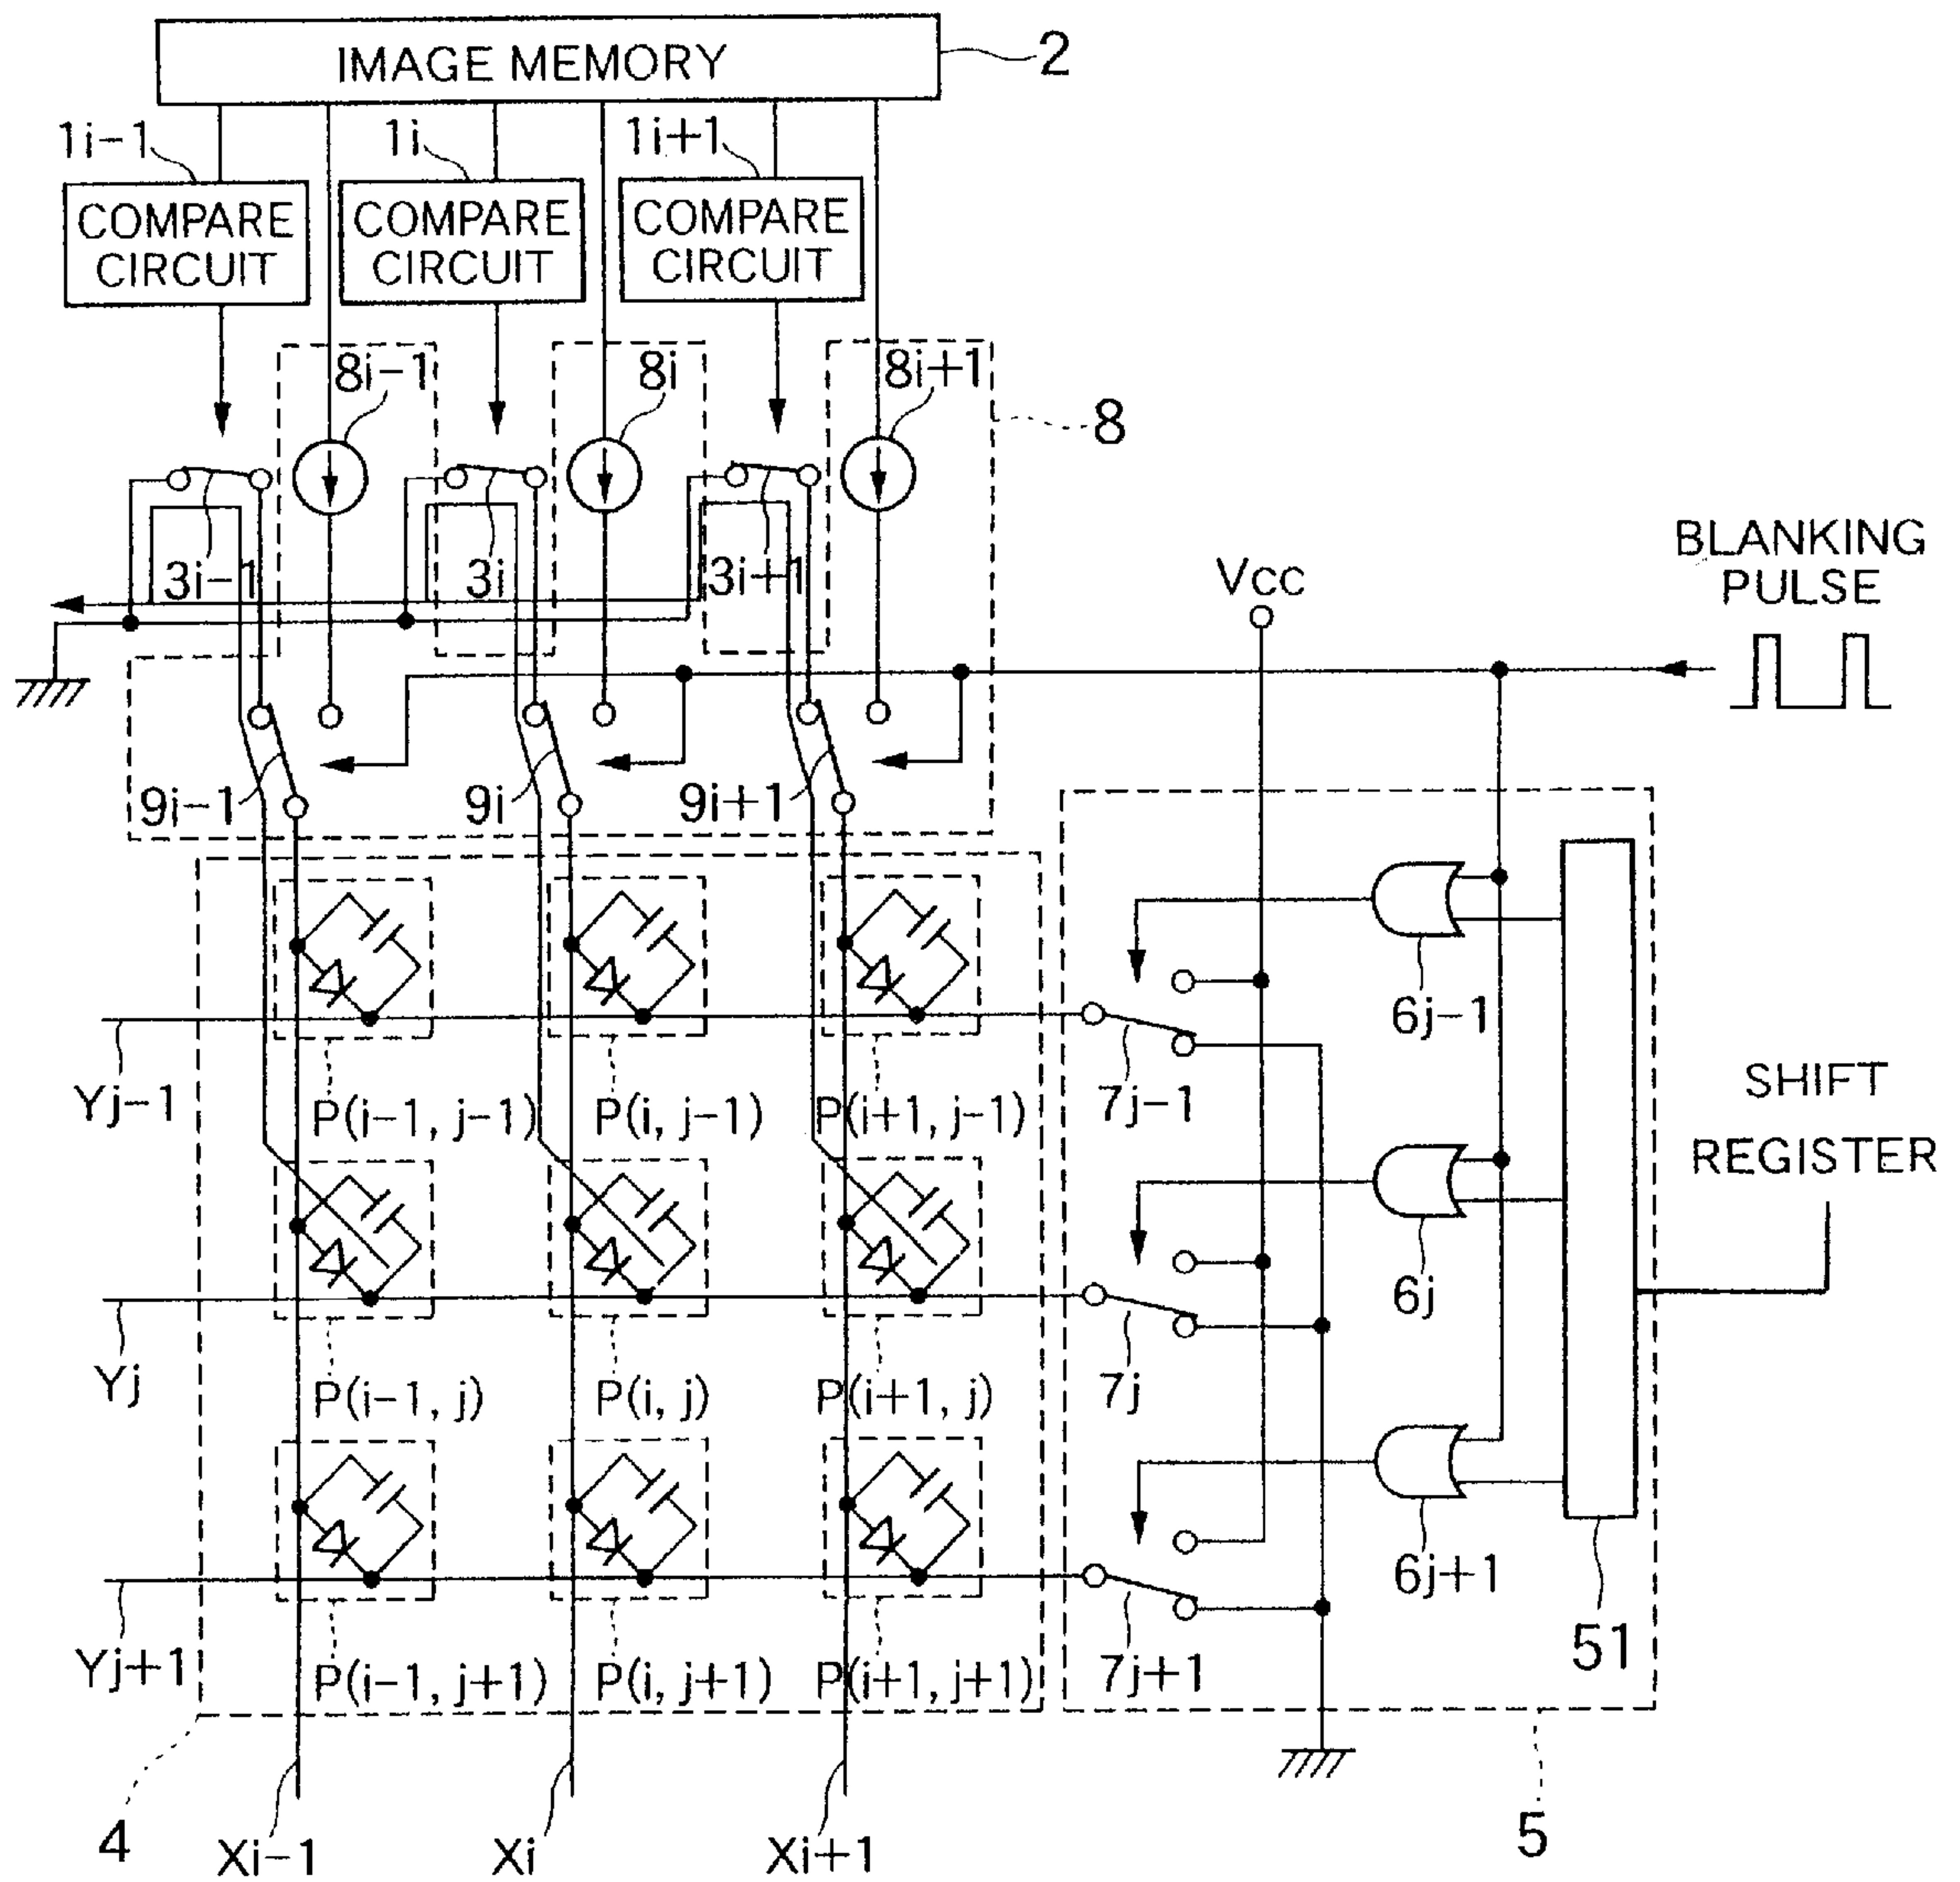 IMAGE MEMORY
2
1i-1
1i
1i+1
COMPARE
CIRCUIT
COMPARE
CIRCUIT
COMPARE
CIRCUIT
8i-1
8i
8i+1
8
3i-1
3i
3i+1
BLANKING
PULSE
Vcc
9i-1
9i
9i+1
6j-1
Yj-1
P(i-1, j-1)
P(i, j-1)
P(i+1, j-1)
7j-1
SHIFT
REGISTER
6j
Yj
P(i-1, j)
P(i, j)
P(i+1, j)
7j
6j+1
51
Yj+1
P(i-1, j+1)
P(i, j+1)
P(i+1, j+1)
7j+1
4
Xi-1
Xi
Xi+1
5